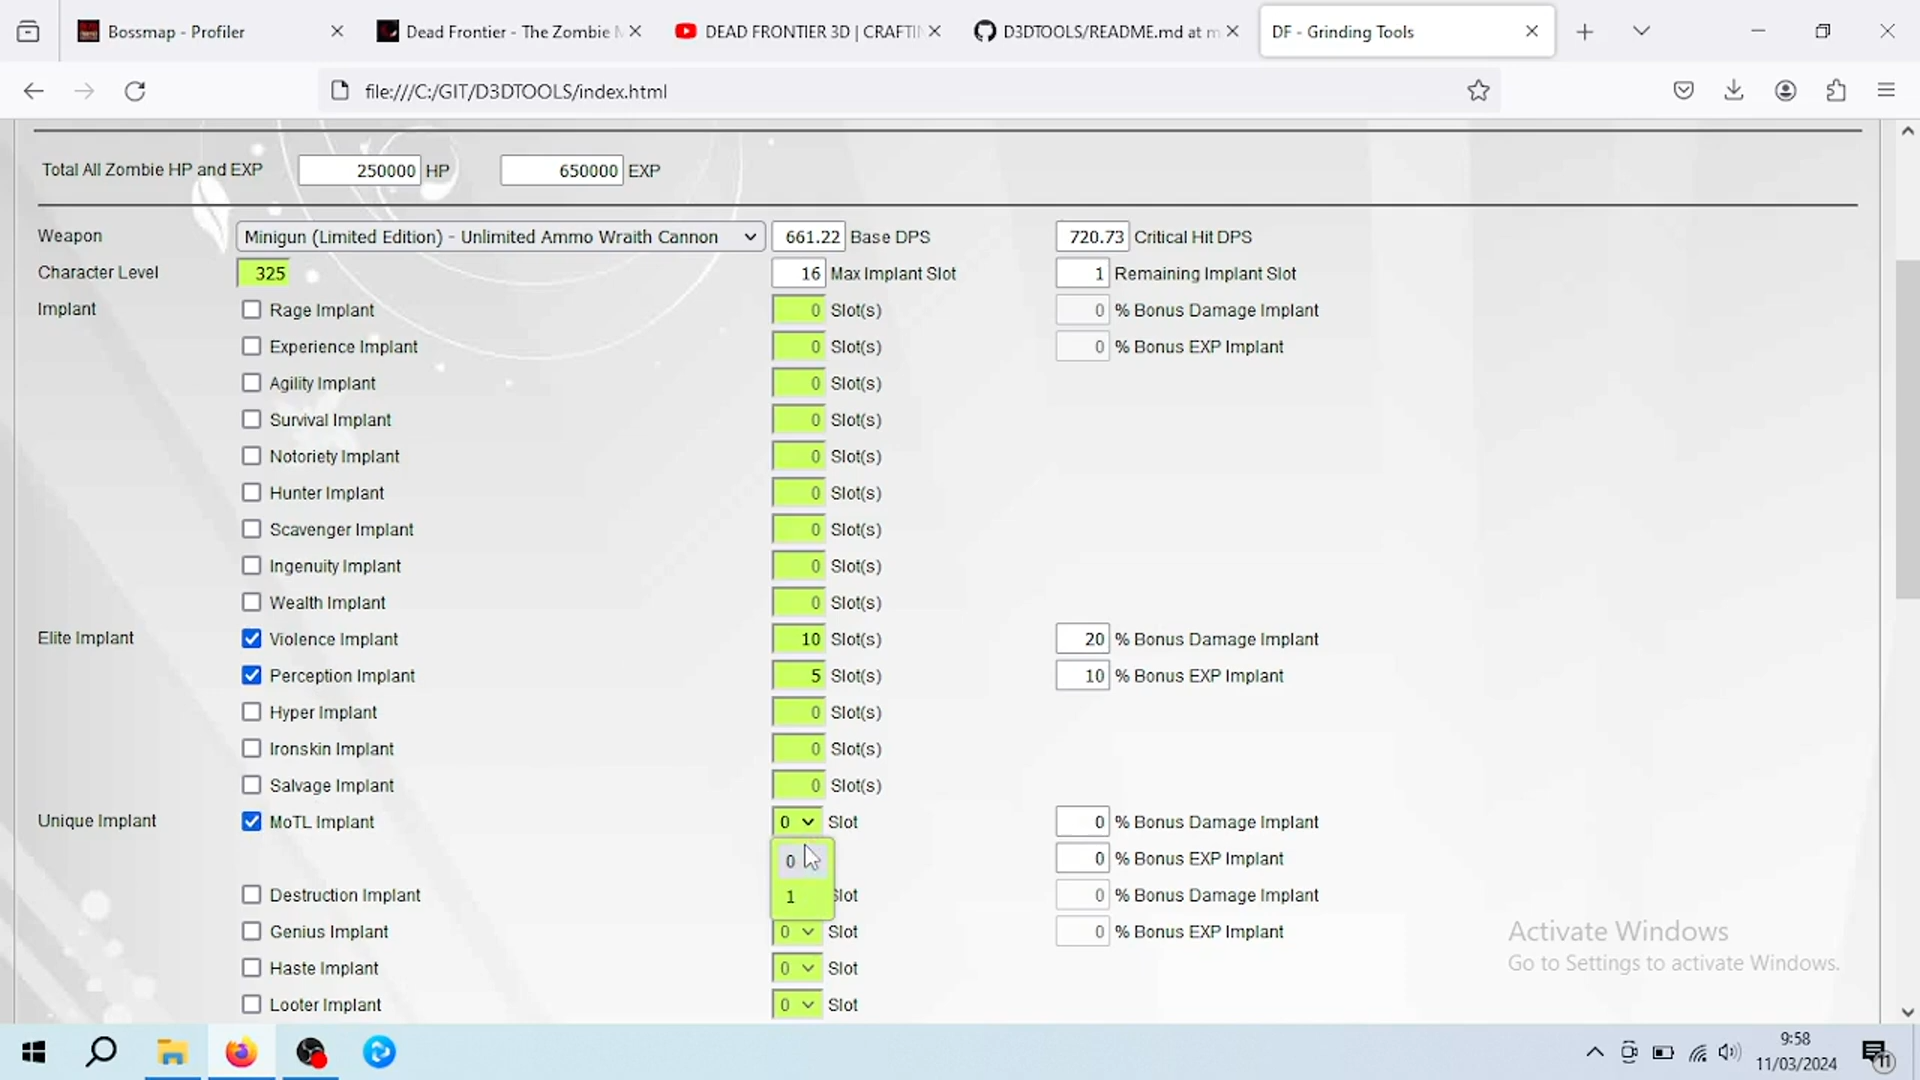 Bossmap - Profiler
Dead Frontier - The Zombie M
DEAD FRONTIER 3D | CRAFTIN
D3DTOOLS/README.md at m
DF - Grinding Tools
file:///C:/GIT/D3DTOOLS/index.html
Total All Zombie HP and EXP 250000 HP 650000 EXP
Weapon Minigun (Limited Edition) - Unlimited Ammo Wraith Cannon 661.22 Base DPS 720.73 Critical Hit DPS
Character Level 325 16 Max Implant Slot 1 Remaining Implant Slot
Implant Rage Implant 0 Slot(s) 0 % Bonus Damage Implant
Experience Implant 0 Slot(s) 0 % Bonus EXP Implant
Agility Implant 0 Slot(s)
Survival Implant 0 Slot(s)
Notoriety Implant 0 Slot(s)
Hunter Implant 0 Slot(s)
Scavenger Implant 0 Slot(s)
Ingenuity Implant 0 Slot(s)
Wealth Implant 0 Slot(s)
Elite Implant Violence Implant 10 Slot(s) 20 % Bonus Damage Implant
Perception Implant 5 Slot(s) 10 % Bonus EXP Implant
Hyper Implant 0 Slot(s)
Ironskin Implant 0 Slot(s)
Salvage Implant 0 Slot(s)
Unique Implant MoTL Implant 0 Slot 0 % Bonus Damage Implant
0 0 % Bonus EXP Implant
Destruction Implant 1 Slot 0 % Bonus Damage Implant
Genius Implant 0 Slot 0 % Bonus EXP Implant
Haste Implant 0 Slot
Looter Implant 0 Slot
Activate Windows
Go to Settings to activate Windows.
9:58
11/03/2024
11